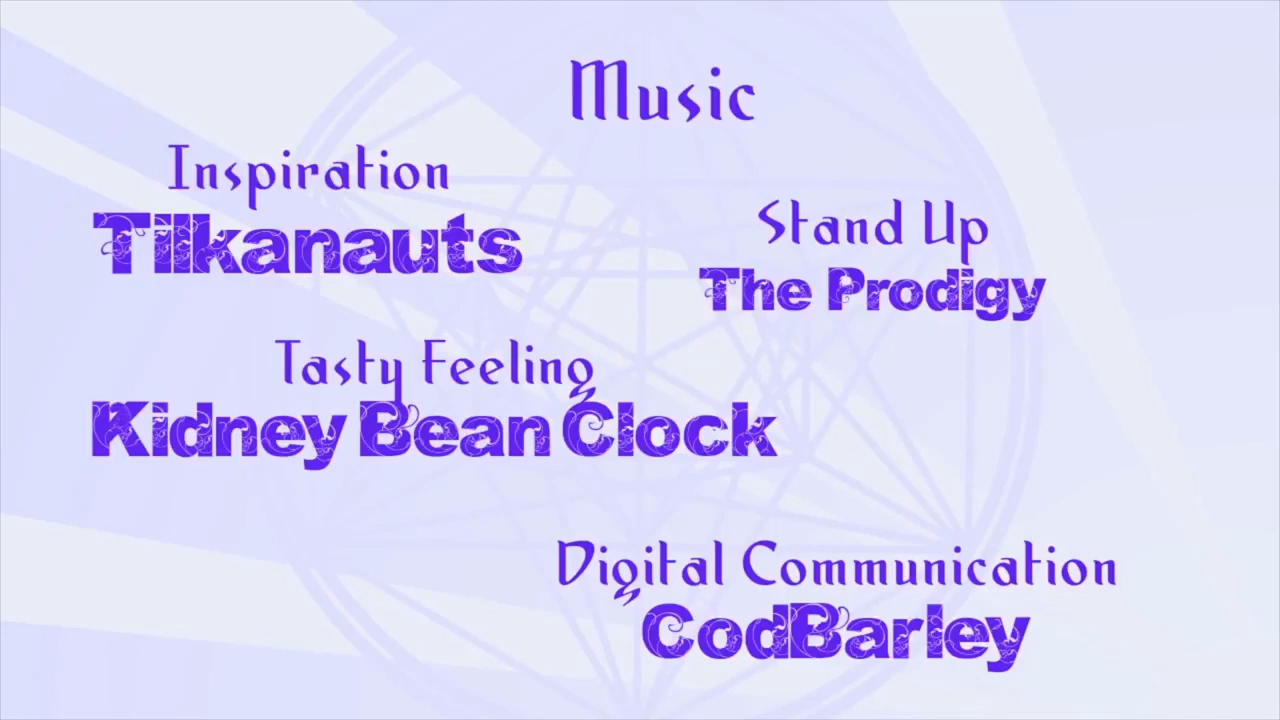 Music
Inspiration
Tilkanauts
Stand Up
The Prodigy
Tasty Feeling
Kidney Bean Clock
Digital Communication
CodBarley